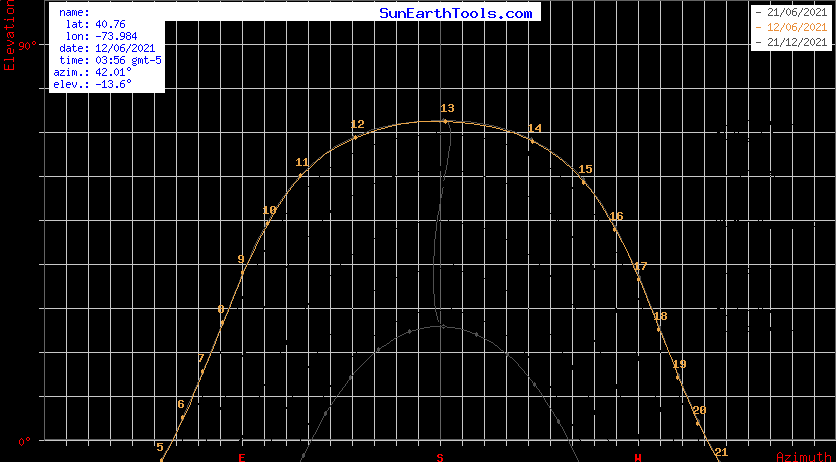 name:
lat: 40.76
lon: -73.984
date: 12/06/2021
time: 03:56 gmt-5
azim.: 42.01°
elev.: -13.6°
SunEarthTools.com
- 21/06/2021
- 12/06/2021
- 21/12/2021
Elevation
90°
13
12
14
11
15
10
16
9
17
8
18
7
19
6
20
0°
5
21
E
S
W
Azimuth